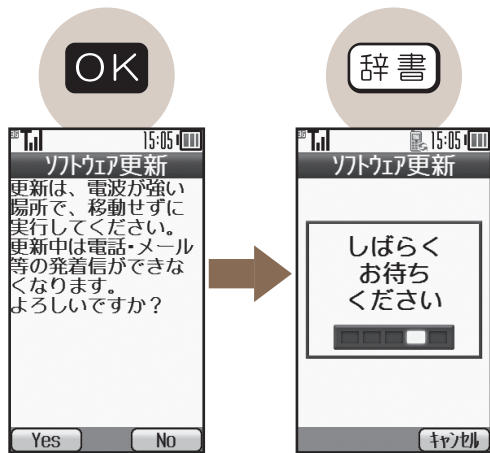 OK
辞書
3G 15:05
ソフトウェア更新
更新は、電波が強い
場所で、移動せずに
実行してください。
更新中は電話・メール
等の発着信ができな
くなります。
よろしいですか？
Yes No
3G 15:05
ソフトウェア更新
しばらく
お待ち
ください
キャンセル